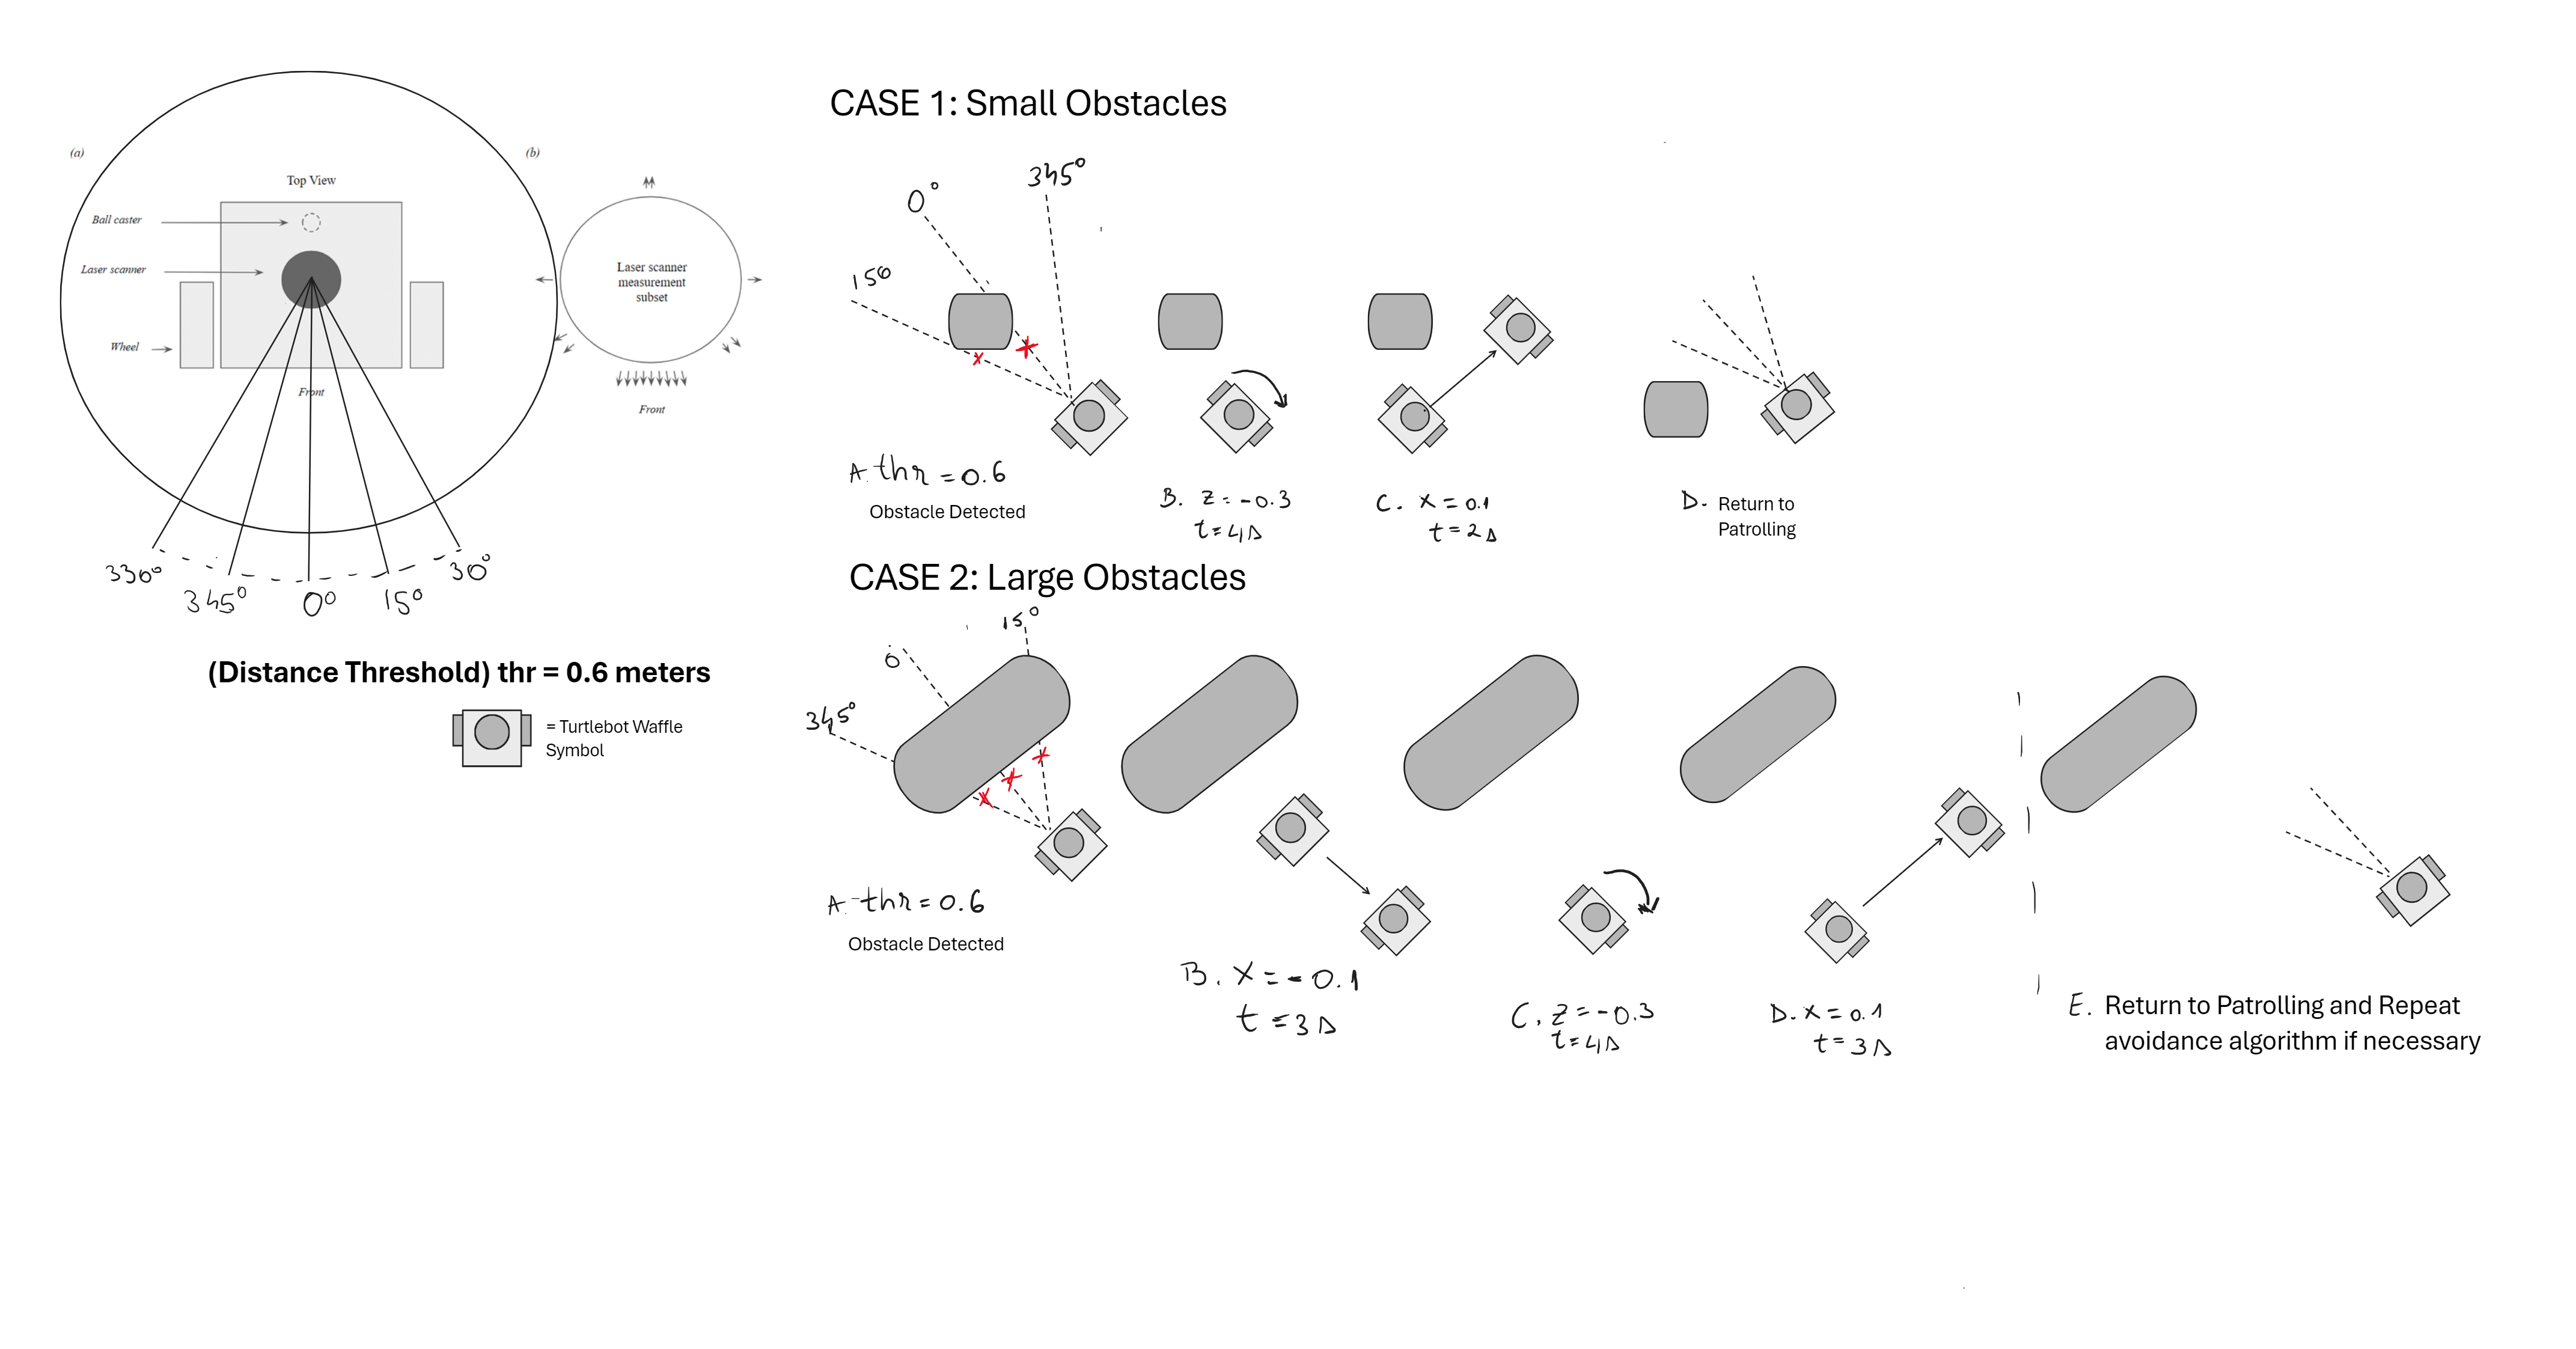 (a)
(b)
Top View
Ball caster
Laser scanner
Wheel
Front
Laser scanner
measurement
subset
Front
330°
345°
0°
15°
30°
(Distance Threshold) thr = 0.6 meters
= Turtlebot Waffle
Symbol
CASE 1: Small Obstacles
15°
0°
345°
A. thr = 0.6
Obstacle Detected
B. z = -0.3
t = 4s
C. x = 0.1
t = 2s
D. Return to
Patrolling
CASE 2: Large Obstacles
345°
0°
15°
A. thr = 0.6
Obstacle Detected
B. X = - 0.1
t = 3s
C. z = -0.3
t = 4s
D. x = 0.1
t = 3s
E. Return to Patrolling and Repeat
avoidance algorithm if necessary